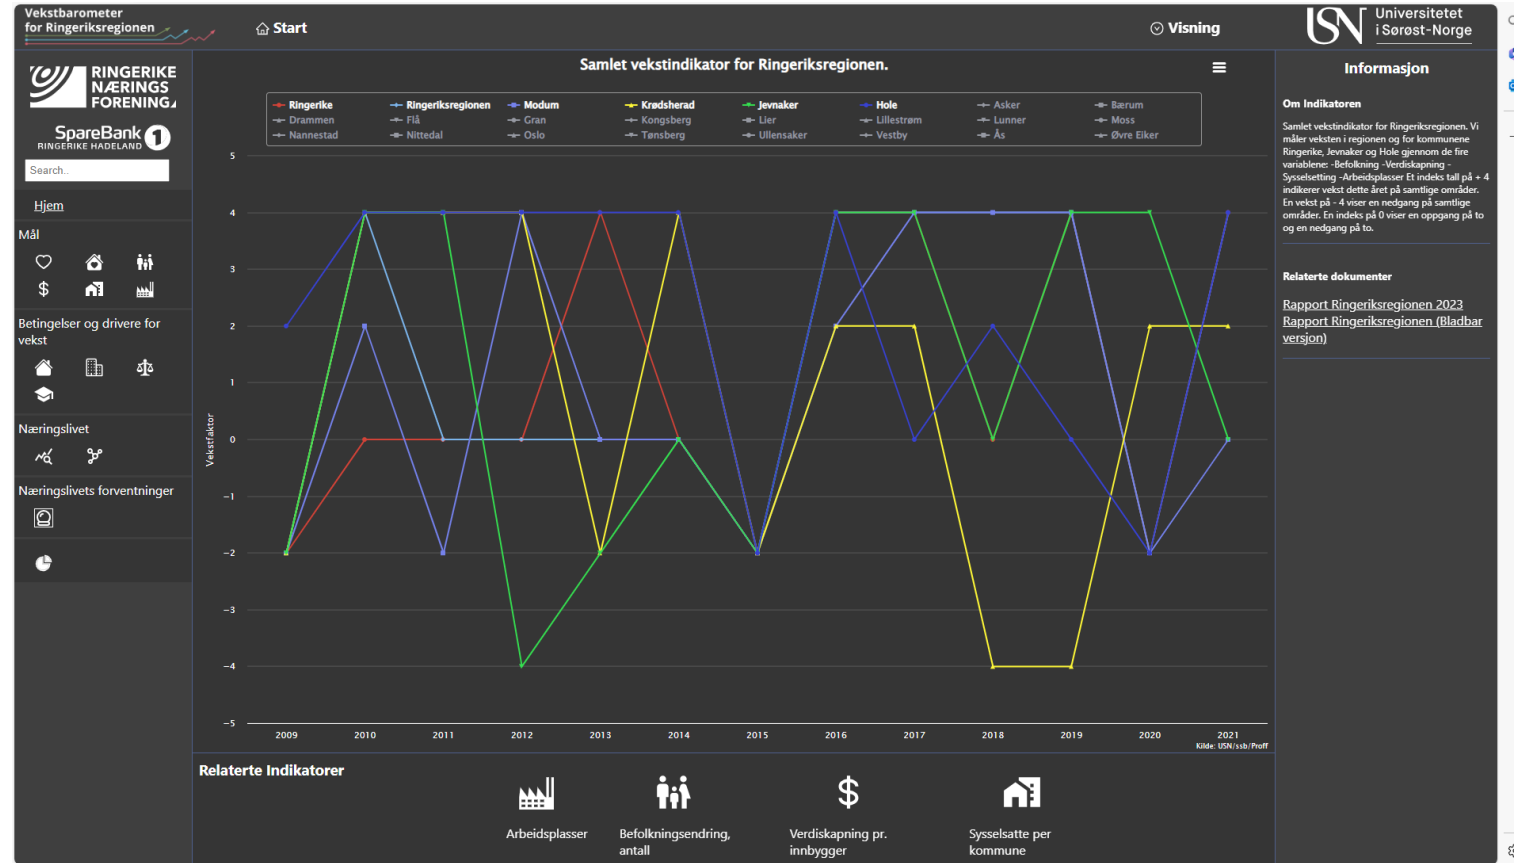 Vekstbarometer
for Ringeriksregionen
Start
Visning
USN
Universitetet
i Sørøst-Norge
RINGERIKE
NÆRINGS
FORENING
SpareBank 1
RINGERIKE HADELAND
Search..
Hjem
Mål
$
Betingelser og drivere for
vekst
Næringslivet
Næringslivets forventninger
Samlet vekstindikator for Ringeriksregionen.
Ringerike Ringeriksregionen Modum Krødsherad Jevnaker Hole Asker Bærum
Drammen Flå Gran Kongsberg Lier Lillestrøm Lunner Moss
Nannestad Nittedal Oslo Tønsberg Ullensaker Vestby Ås Øvre Eiker
Vekstfaktor
5
4
3
2
1
0
−1
−2
−3
−4
−5
2009 2010 2011 2012 2013 2014 2015 2016 2017 2018 2019 2020 2021
Kilde: USN/ssb/Proff
Informasjon
Om Indikatoren
Samlet vekstindikator for Ringeriksregionen. Vi
måler veksten i regionen og for kommunene
Ringerike, Jevnaker og Hole gjennom de fire
variablene: -Befolkning -Verdiskapning -
Sysselsetting -Arbeidsplasser Et indeks tall på + 4
indikerer vekst dette året på samtlige områder.
En vekst på - 4 viser en nedgang på samtlige
områder. En indeks på 0 viser en oppgang på to
og en nedgang på to.
Relaterte dokumenter
Rapport Ringeriksregionen 2023
Rapport Ringeriksregionen (Bladbar
versjon)
Relaterte Indikatorer
$
Arbeidsplasser
Befolkningsendring,
antall
Verdiskapning pr.
innbygger
Sysselsatte per
kommune